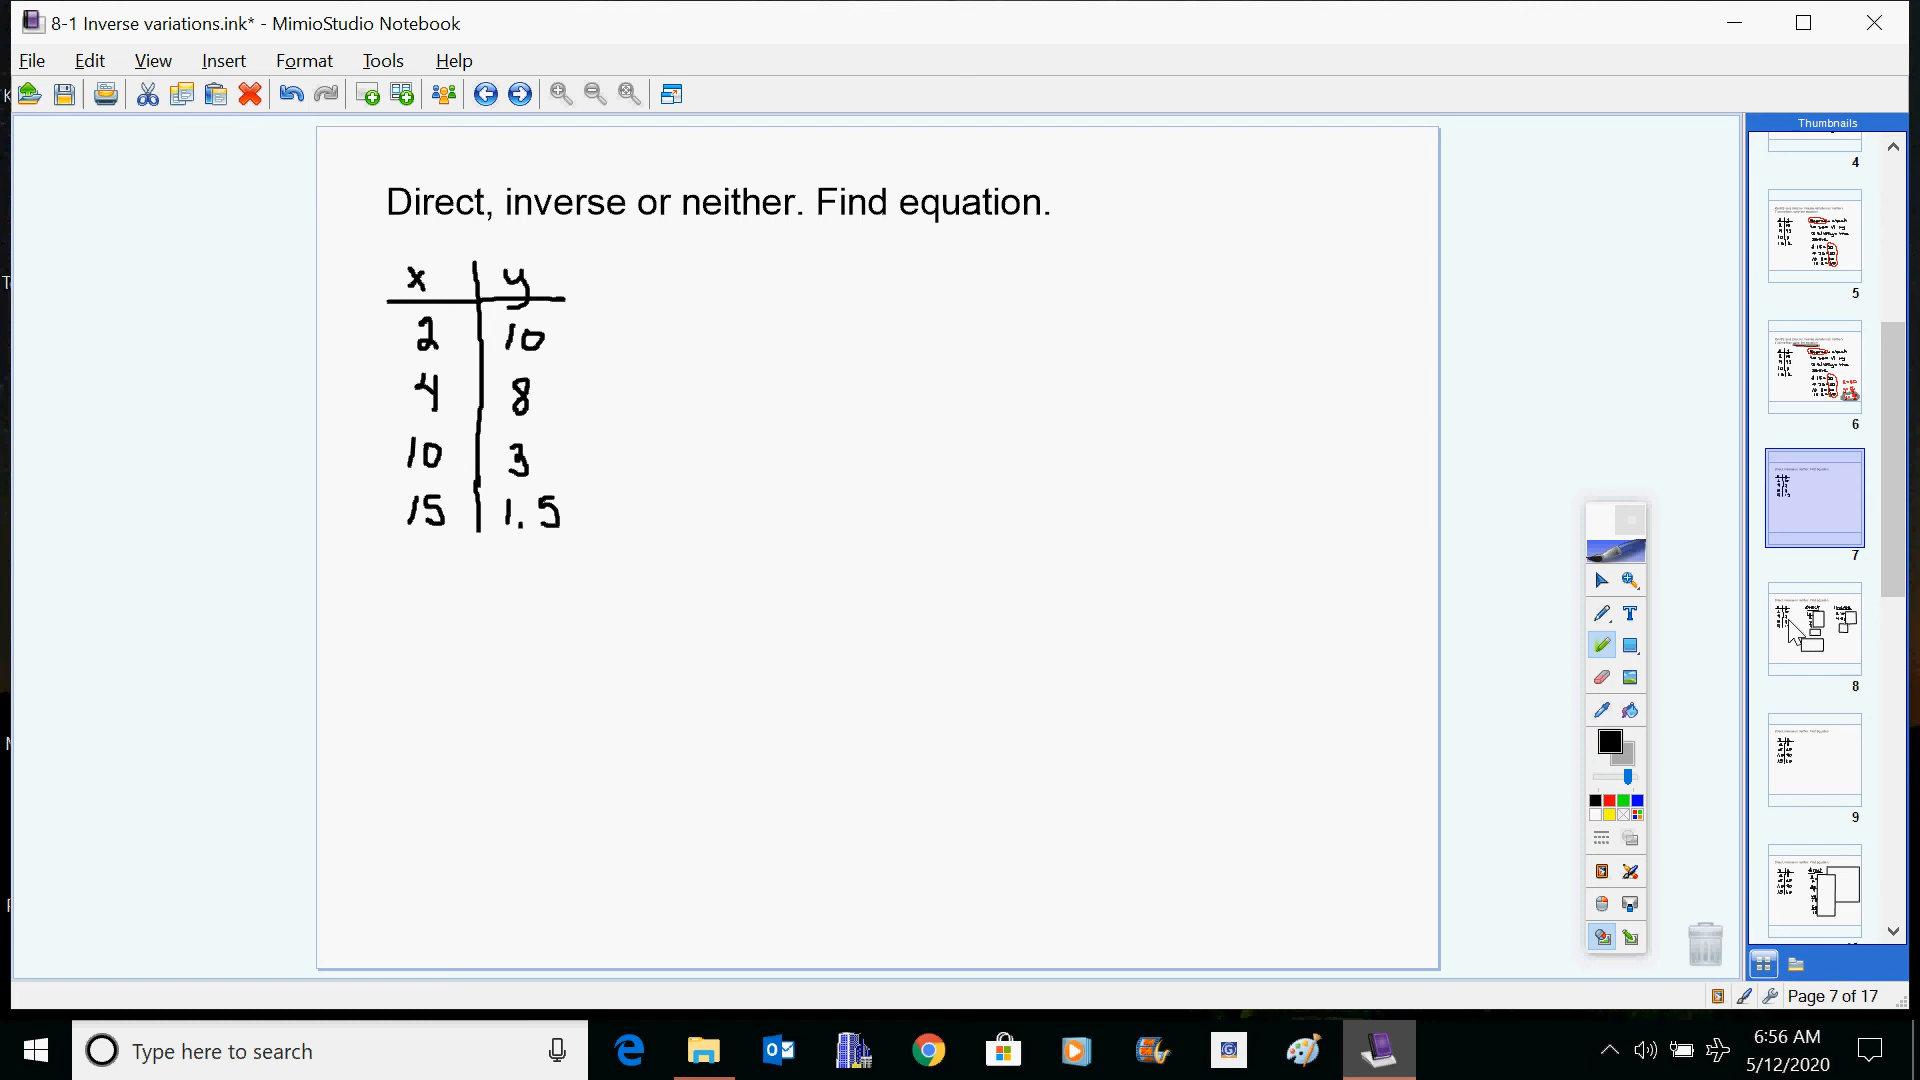 8-1 Inverse variations.ink* - MimioStudio Notebook
File Edit View Insert Format Tools Help
Thumbnails
Direct, inverse or neither. Find equation.
x y
2 10
4 8
10 3
15 1.5
4
5
6
7
8
9
Page 7 of 17
Type here to search
6:56 AM
5/12/2020